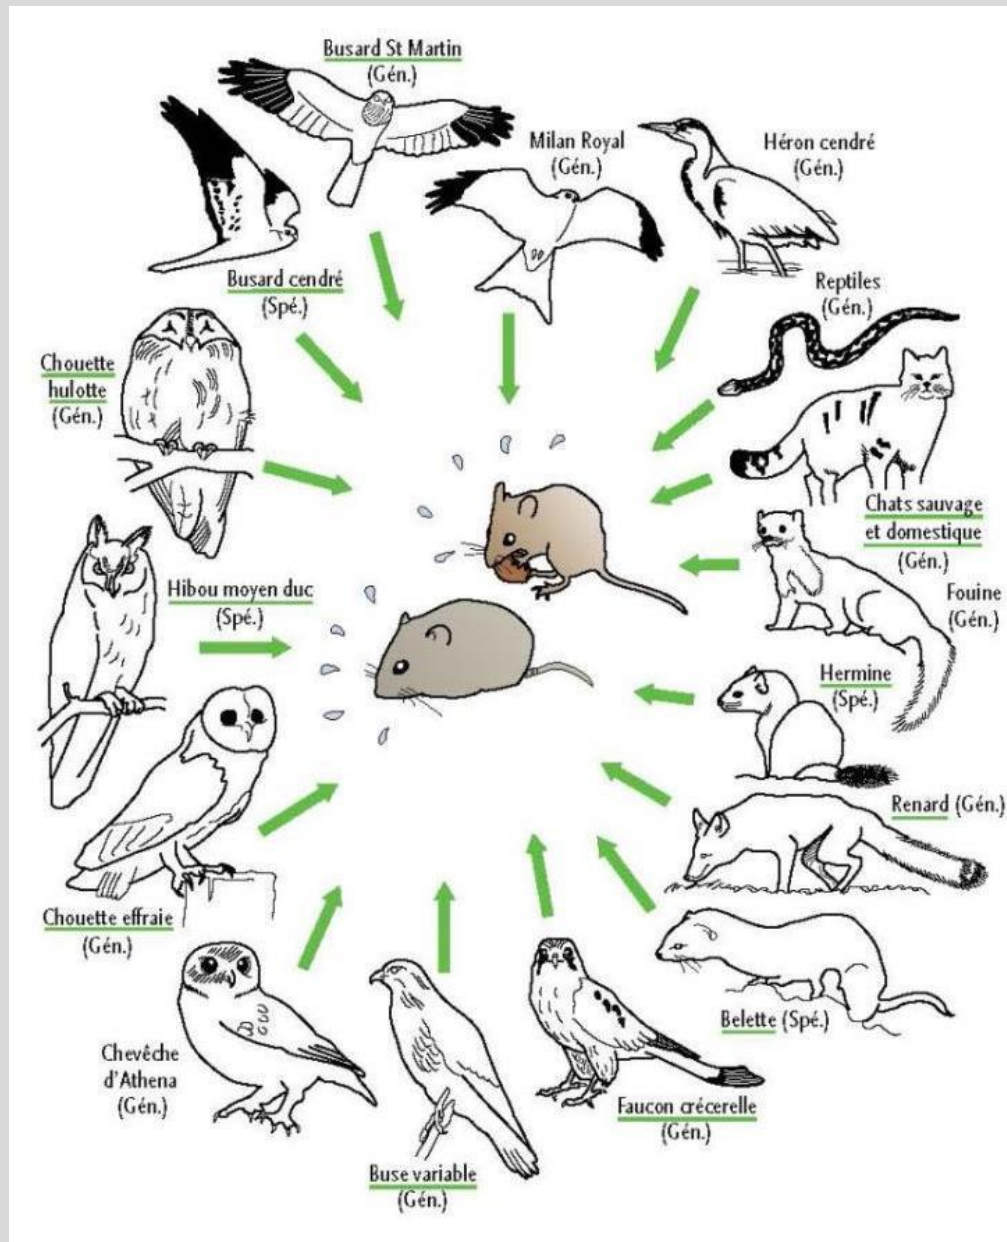 Busard St Martin
(Gén.)
Milan Royal
(Gén.)
Héron cendré
(Gén.)
Busard cendré
(Spé.)
Reptiles
(Gén.)
Chouette
hulotte
(Gén.)
Chats sauvage
et domestique
(Gén.)
Hibou moyen duc
(Spé.)
Fouine
(Gén.)
Hermine
(Spé.)
Renard (Gén.)
Chouette effraie
(Gén.)
Belette (Spé.)
Chevêche
d'Athena
(Gén.)
Faucon crécerelle
(Gén.)
Buse variable
(Gén.)